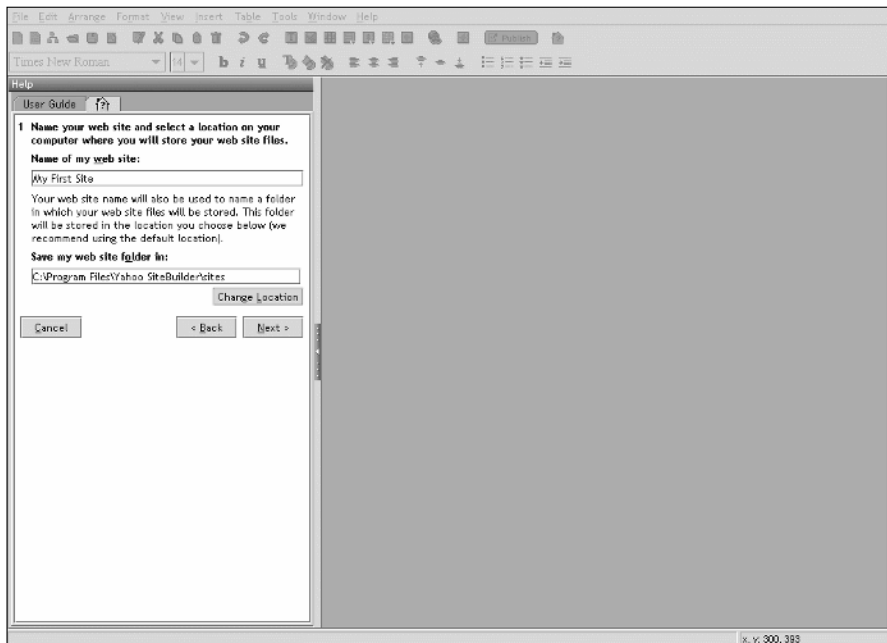 File Edit Arrange Format View Insert Table Tools Window Help
Publish
Times New Roman 14 b i u
Help
User Guide
1 Name your web site and select a location on your
computer where you will store your web site files.
Name of my web site:
My First Site
Your web site name will also be used to name a folder
in which your web site files will be stored. This folder
will be stored in the location you choose below (we
recommend using the default location).
Save my web site folder in:
C:\Program Files\Yahoo SiteBuilder\sites
Change Location
Cancel < Back Next >
x, y: 300, 393